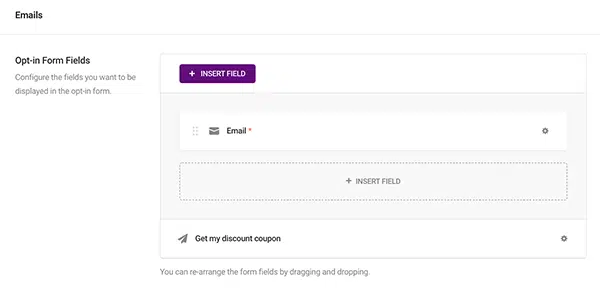 Emails
Opt-in Form Fields
Configure the fields you want to be
displayed in the opt-in form.
+ INSERT FIELD
Email *
+ INSERT FIELD
Get my discount coupon
You can re-arrange the form fields by dragging and dropping.